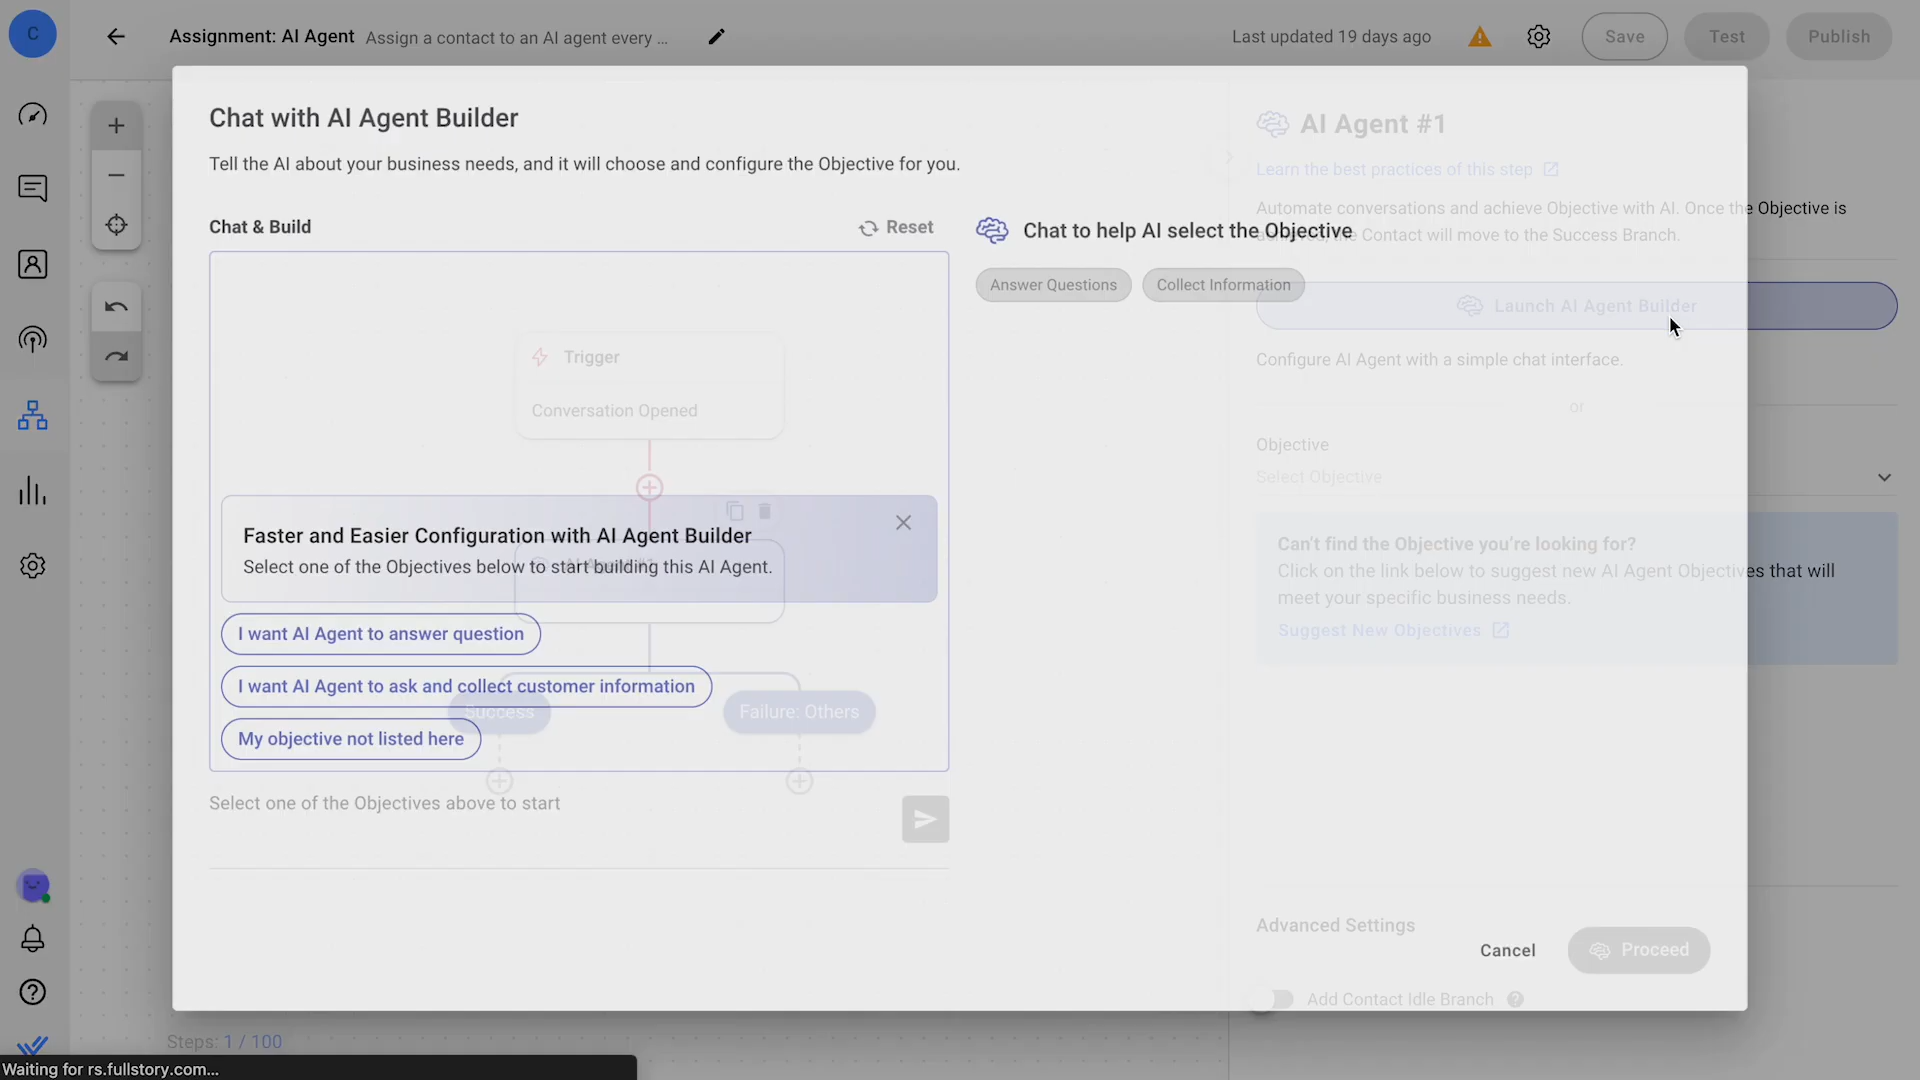 C
Assignment: AI Agent
Assign a contact to an AI agent every ...
Last updated 19 days ago
Save
Test
Publish
Chat with AI Agent Builder
Tell the AI about your business needs, and it will choose and configure the Objective for you.
Chat & Build
Reset
Trigger
Conversation Opened
Faster and Easier Configuration with AI Agent Builder
Select one of the Objectives below to start building this AI Agent.
I want AI Agent to answer question
I want AI Agent to ask and collect customer information
Success
Failure: Others
My objective not listed here
Select one of the Objectives above to start
Chat to help AI select the Objective
Answer Questions
Collect Information
AI Agent #1
Learn the best practices of this step
Automate conversations and achieve Objective with AI. Once the Objective is
achieved, the Contact will move to the Success Branch.
Launch AI Agent Builder
Configure AI Agent with a simple chat interface.
or
Objective
Select Objective
Can't find the Objective you're looking for?
Click on the link below to suggest new AI Agent Objectives that will
meet your specific business needs.
Suggest New Objectives
Advanced Settings
Cancel
Proceed
Add Contact Idle Branch
Steps: 1 / 100
Waiting for rs.fullstory.com...